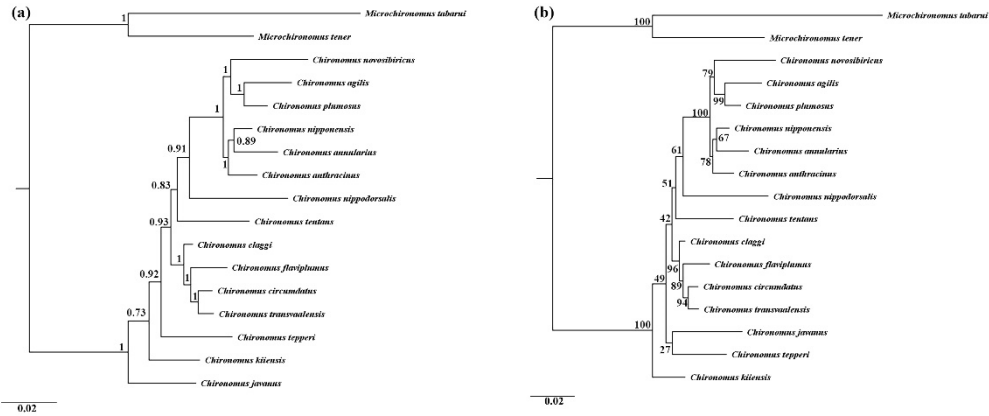 (a)
1
Microchironomus tabarui
Microchironomus tener
Chironomus novosibiricus
1
1
Chironomus agilis
Chironomus plumosus
1
Chironomus nipponensis
0.89
Chironomus annularius
1
Chironomus anthracinus
0.91
Chironomus nippodorsalis
0.83
Chironomus tentans
0.93
Chironomus claggi
1
Chironomus flaviplumus
1
Chironomus circumdatus
1
Chironomus transvaalensis
0.92
Chironomus tepperi
0.73
Chironomus kiiensis
1
Chironomus javanus
0.02
(b)
100
Microchironomus tabarui
Microchironomus tener
Chironomus novosibiricus
79
Chironomus agilis
99
Chironomus plumosus
100
Chironomus nipponensis
67
Chironomus annularius
78
Chironomus anthracinus
61
Chironomus nippodorsalis
51
Chironomus tentans
42
Chironomus claggi
96
Chironomus flaviplumus
89
Chironomus circumdatus
94
Chironomus transvaalensis
49
Chironomus javanus
27
Chironomus tepperi
100
Chironomus kiiensis
0.02